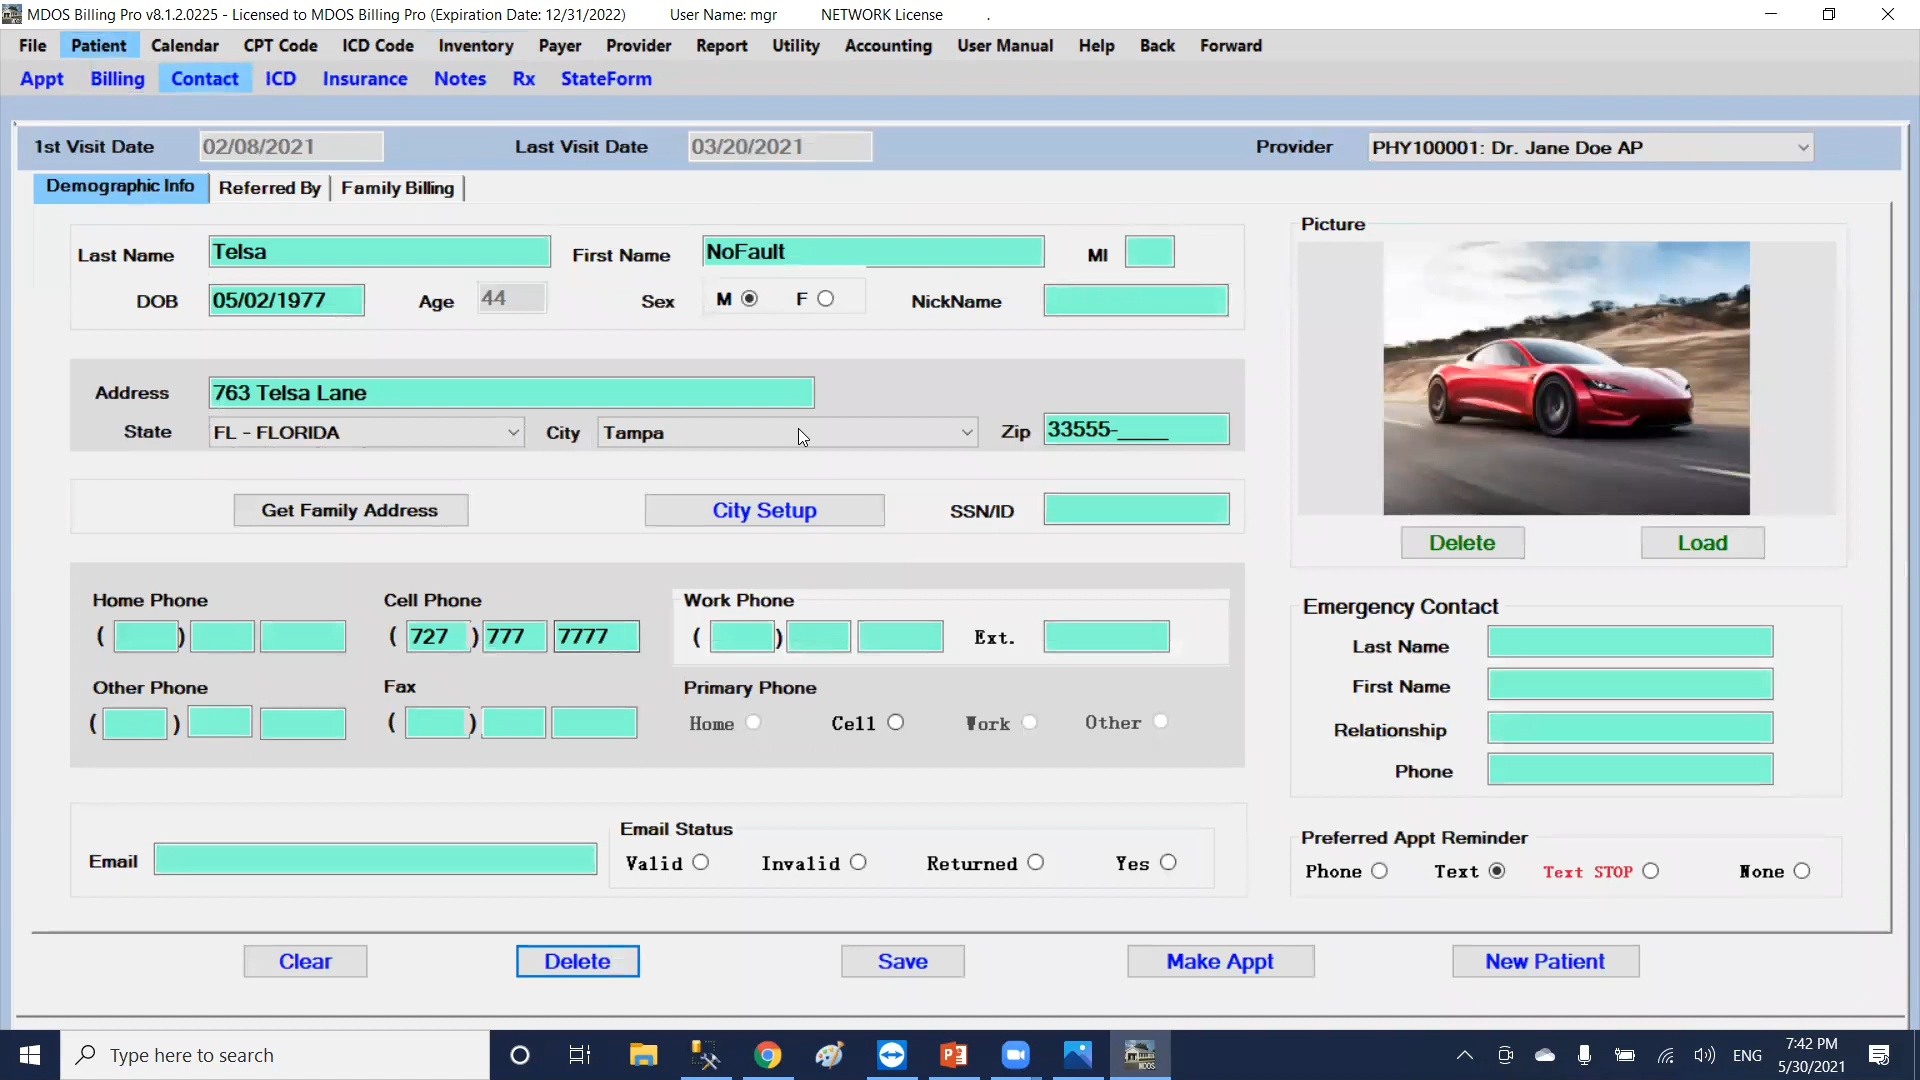 MDOS Billing Pro v8.1.2.0225 - Licensed to MDOS Billing Pro (Expiration Date: 12/31/2022) User Name: mgr NETWORK License .
File Patient Calendar CPT Code ICD Code Inventory Payer Provider Report Utility Accounting User Manual Help Back Forward
Appt Billing Contact ICD Insurance Notes Rx StateForm
1st Visit Date 02/08/2021 Last Visit Date 03/20/2021 Provider PHY100001: Dr. Jane Doe AP
Demographic Info Referred By Family Billing
Picture
Last Name Telsa First Name NoFault MI
DOB 05/02/1977 Age 44 Sex M F NickName
Address 763 Telsa Lane
State FL - FLORIDA City Tampa Zip 33555-____
Get Family Address City Setup SSN/ID
Delete Load
Home Phone Cell Phone Work Phone
( ) ( 727 ) 777 7777 ( ) Ext.
Other Phone Fax Primary Phone
( ) ( ) Home Cell Work Other
Emergency Contact
Last Name
First Name
Relationship
Phone
Email Status
Email Valid Invalid Returned Yes
Preferred Appt Reminder
Phone Text Text STOP None
Clear Delete Save Make Appt New Patient
Type here to search
MDOS
ENG
7:42 PM
5/30/2021